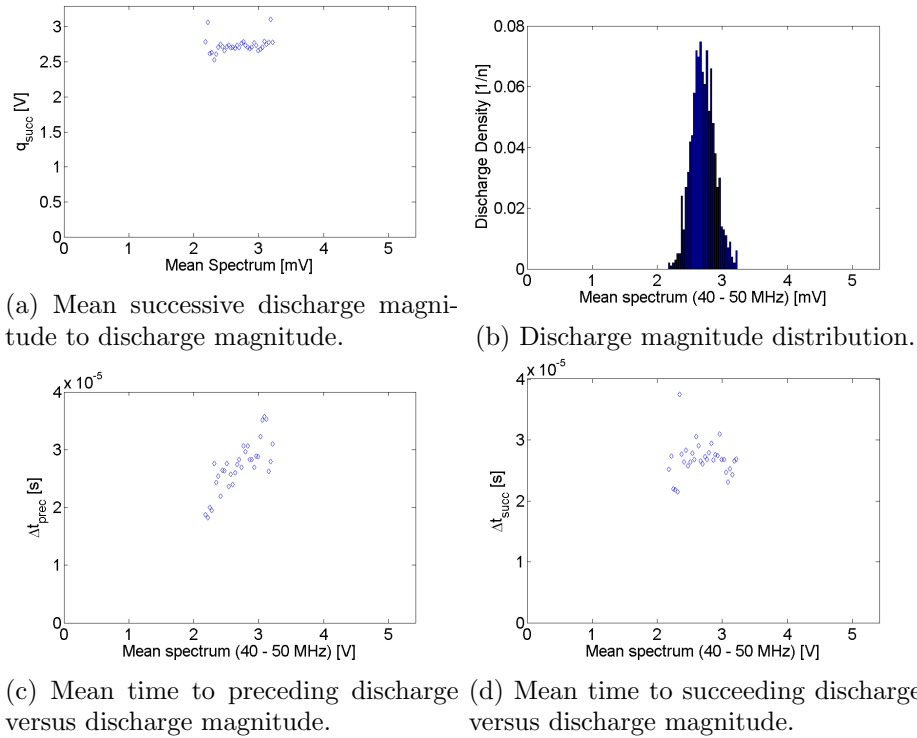 3
2.5
2
1.5
1
0.5
0
q_succ [V]
0 1 2 3 4 5
Mean Spectrum [mV]
(a) Mean successive discharge magni-
tude to discharge magnitude.
0.08
0.06
0.04
0.02
0
Discharge Density [1/n]
0 1 2 3 4 5
Mean spectrum (40 - 50 MHz) [mV]
(b) Discharge magnitude distribution.
x 10^-5
4
3
2
1
0
Δt_prec [s]
0 1 2 3 4 5
Mean spectrum (40 - 50 MHz) [V]
(c) Mean time to preceding discharge
versus discharge magnitude.
x 10^-5
4
3
2
1
0
Δt_succ [s]
0 1 2 3 4 5
Mean spectrum (40 - 50 MHz) [V]
(d) Mean time to succeeding discharge
versus discharge magnitude.